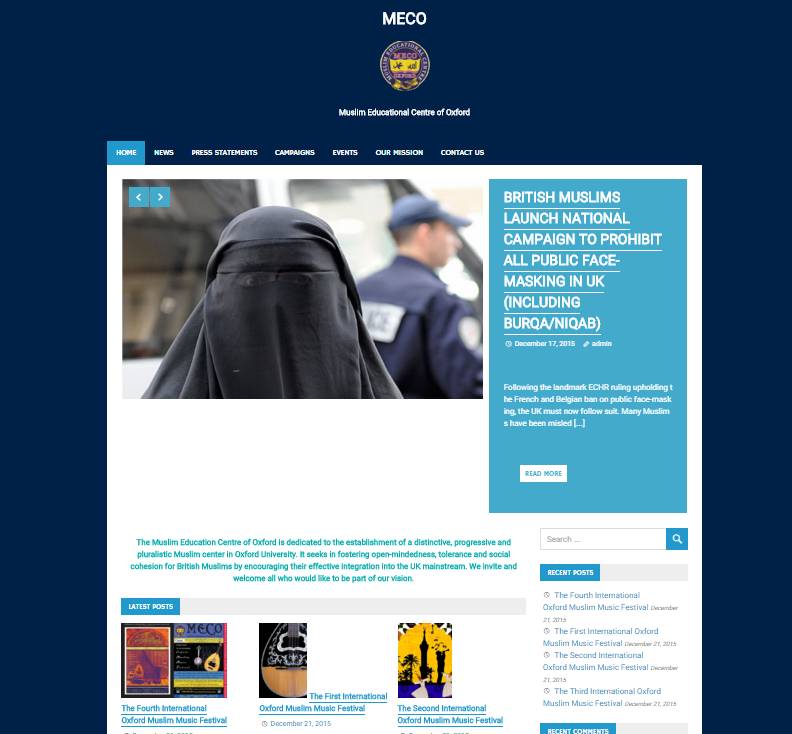 MECO
MUSLIM EDUCATIONAL CENTRE
MECO
OXFORD
Muslim Educational Centre of Oxford
HOME NEWS PRESS STATEMENTS CAMPAIGNS EVENTS OUR MISSION CONTACT US
BRITISH MUSLIMS
LAUNCH NATIONAL
CAMPAIGN TO PROHIBIT
ALL PUBLIC FACE-
MASKING IN UK
(INCLUDING
BURQA/NIQAB)
December 17, 2015 admin
Following the landmark ECHR ruling upholding t
he French and Belgian ban on public face-mask
ing, the UK must now follow suit. Many Muslim
s have been misled [...]
READ MORE
The Muslim Education Centre of Oxford is dedicated to the establishment of a distinctive, progressive and
pluralistic Muslim center in Oxford University. It seeks in fostering open-mindedness, tolerance and social
cohesion for British Muslims by encouraging their effective integration into the UK mainstream. We invite and
welcome all who would like to be part of our vision.
Search ...
RECENT POSTS
The Fourth International
Oxford Muslim Music Festival December
21, 2015
The First International Oxford
Muslim Music Festival December 21, 2015
The Second International
Oxford Muslim Music Festival December
21, 2015
The Third International Oxford
Muslim Music Festival December 21, 2015
RECENT COMMENTS
LATEST POSTS
MECO
The Fourth International
Oxford Muslim Music Festival
The First International
Oxford Muslim Music Festival
December 21, 2015
The Second International
Oxford Muslim Music Festival